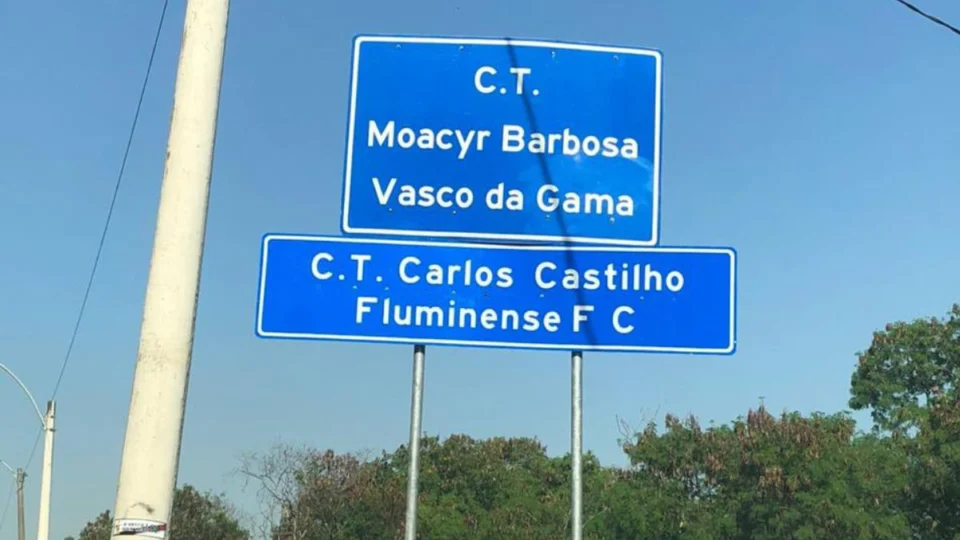 C.T.
Moacyr Barbosa
Vasco da Gama
C.T. Carlos Castilho
Fluminense F C